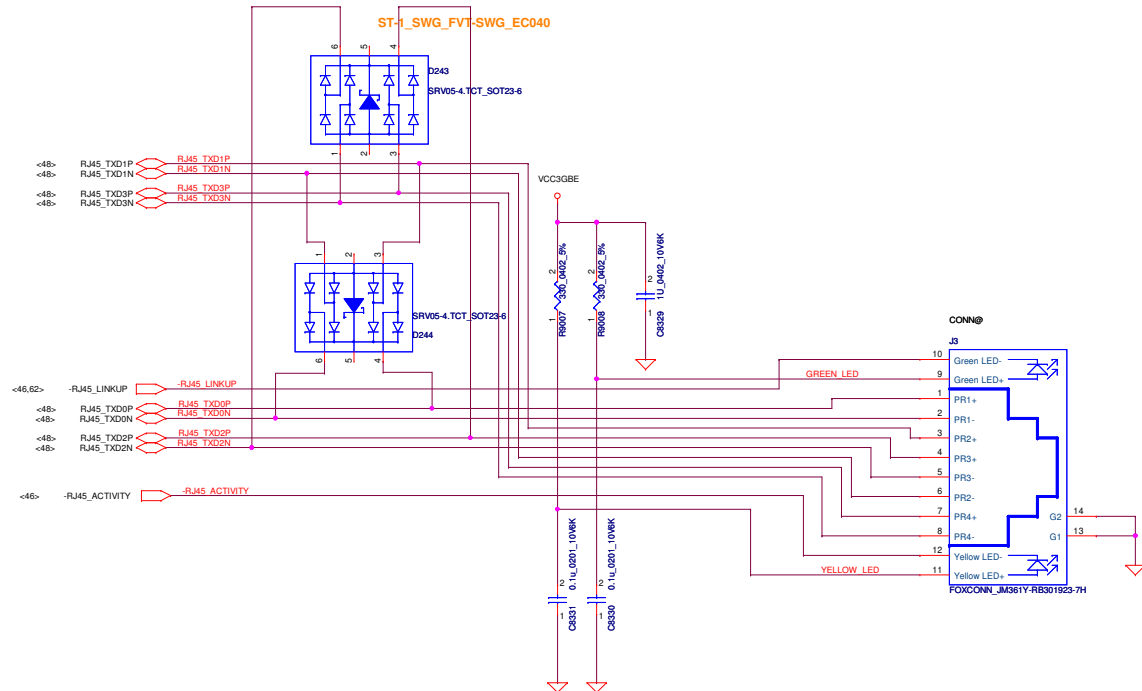 ST-1_SWG_FVT-SWG_EC040
6 5 4
D243
SRV05-4.TCT_SOT23-6
1 2 3
<48> RJ45_TXD1P RJ45_TXD1P
<48> RJ45_TXD1N RJ45_TXD1N
<48> RJ45_TXD3P RJ45_TXD3P
<48> RJ45_TXD3N RJ45_TXD3N
VCC3GBE
1 2 3
SRV05-4.TCT_SOT23-6
D244
6 5 4
2 330_0402_5%
1 R9007
2 330_0402_5%
1 R9008
2 1U_0402_10V6K
1 C8329
<46,62> -RJ45_LINKUP -RJ45_LINKUP
<48> RJ45_TXD0P RJ45_TXD0P
<48> RJ45_TXD0N RJ45_TXD0N
<48> RJ45_TXD2P RJ45_TXD2P
<48> RJ45_TXD2N RJ45_TXD2N
<46> -RJ45_ACTIVITY -RJ45_ACTIVITY
CONN@
J3
10 Green LED-
GREEN_LED 9 Green LED+
1 PR1+
2 PR1-
3 PR2+
4 PR3+
5 PR3-
6 PR2-
7 PR4+ G2 14
8 PR4- G1 13
12 Yellow LED-
YELLOW_LED 11 Yellow LED+
FOXCONN_JM361Y-RB301923-7H
2 0.1u_0201_10V6K
1 C8331
2 0.1u_0201_10V6K
1 C8330